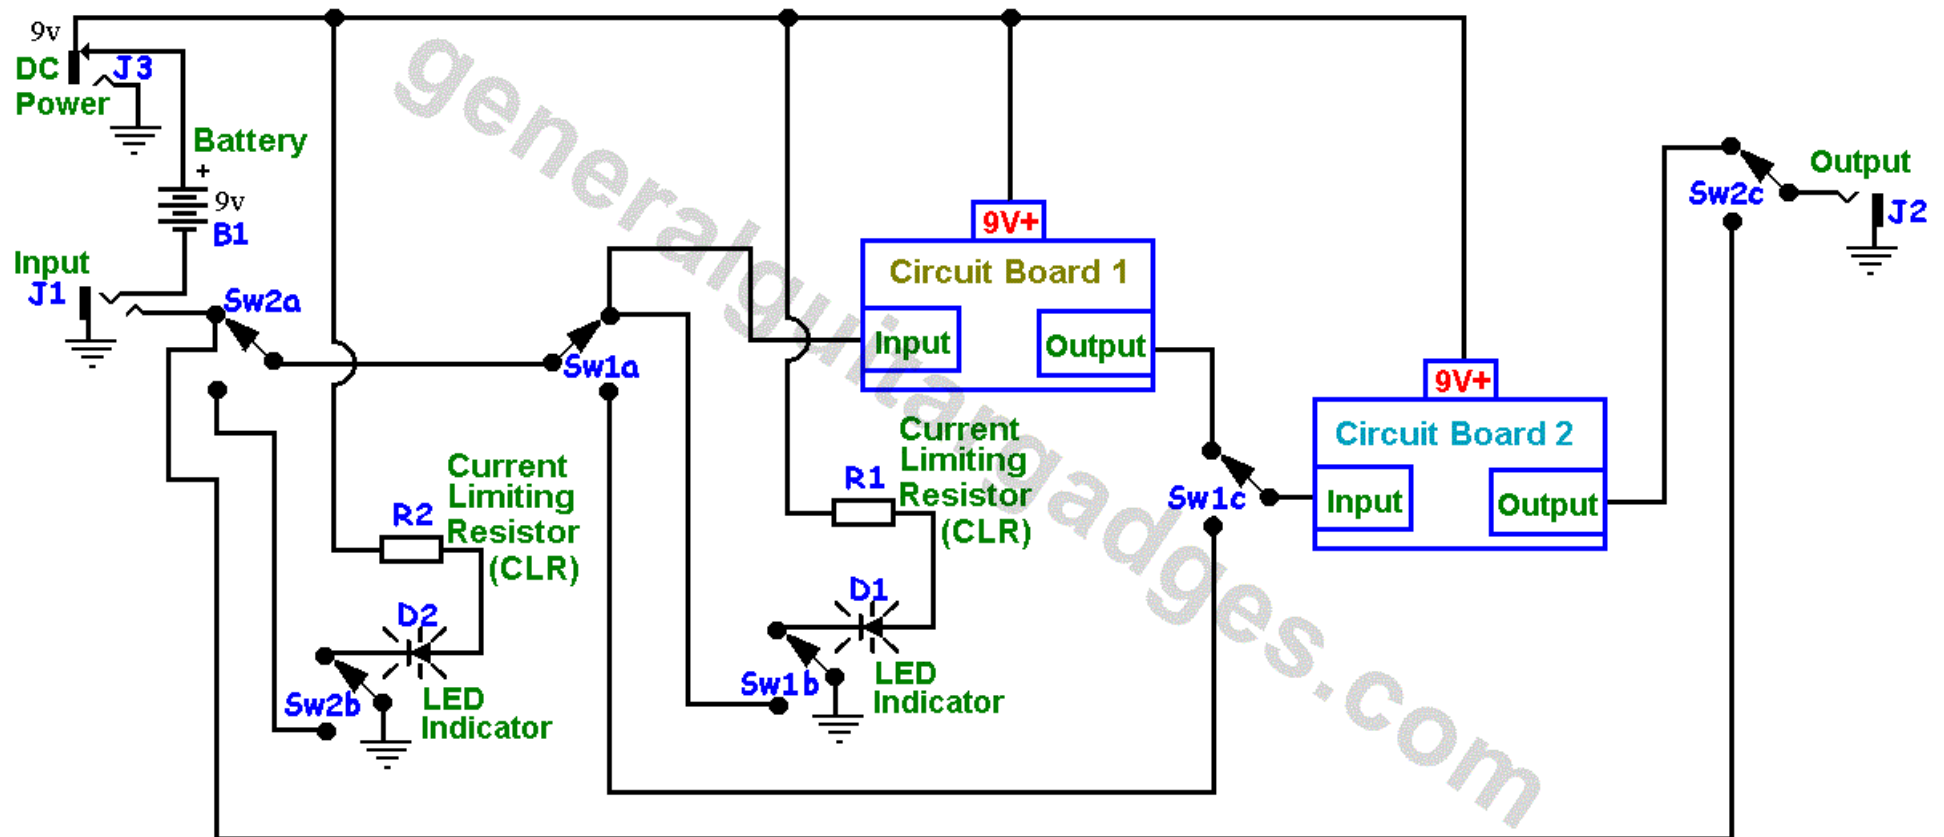 9v
DC
Power
J3
Battery
+
9v
B1
Input
J1
Sw2a
Sw1a
9V+
Circuit Board 1
Input
Output
Output
J2
Sw2c
9V+
Circuit Board 2
Input
Output
Sw1c
Current
Limiting
Resistor
(CLR)
R1
Current
Limiting
Resistor
(CLR)
R2
D1
D2
LED
Indicator
Sw1b
LED
Indicator
Sw2b
generalguitargadges.com